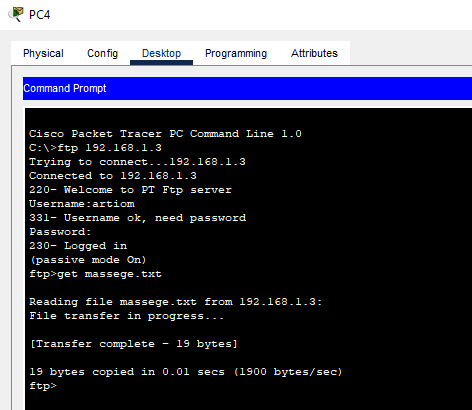 PC4
Physical Config Desktop Programming Attributes
Command Prompt
Cisco Packet Tracer PC Command Line 1.0
C:\>ftp 192.168.1.3
Trying to connect...192.168.1.3
Connected to 192.168.1.3
220- Welcome to PT Ftp server
Username:artiom
331- Username ok, need password
Password:
230- Logged in
(passive mode On)
ftp>get massege.txt
Reading file massege.txt from 192.168.1.3:
File transfer in progress...
[Transfer complete - 19 bytes]
19 bytes copied in 0.01 secs (1900 bytes/sec)
ftp>